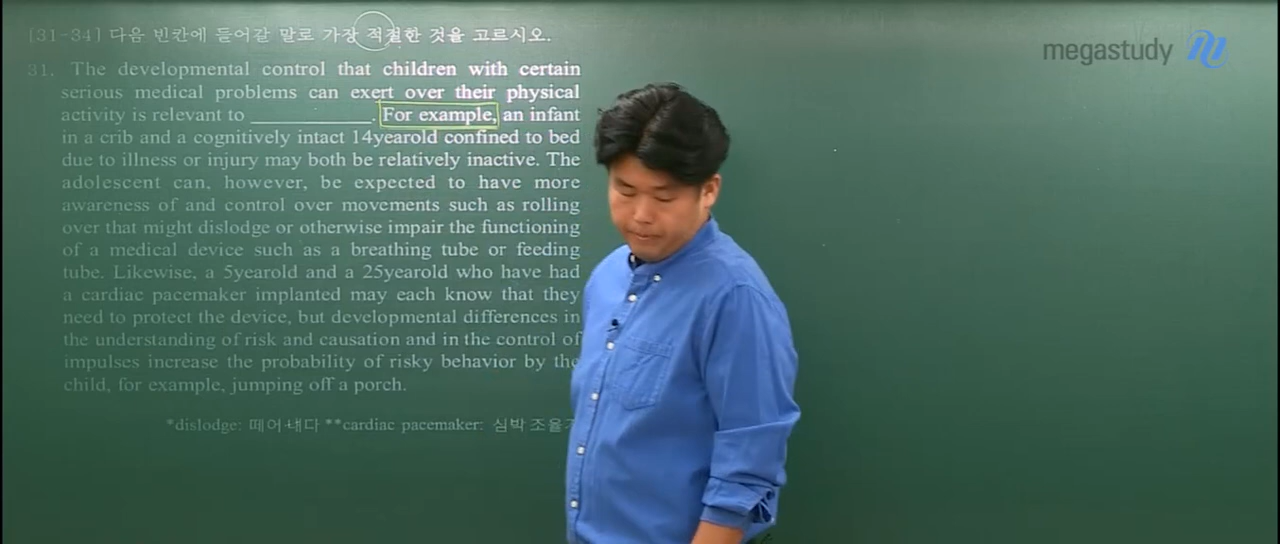 [31-34] 다음 빈칸에 들어갈 말로 가장 적절한 것을 고르시오.
megastudy
31. The developmental control that children with certain
serious medical problems can exert over their physical
activity is relevant to ____________. For example, an infant
in a crib and a cognitively intact 14yearold confined to bed
due to illness or injury may both be relatively inactive. The
adolescent can, however, be expected to have more
awareness of and control over movements such as rolling
over that might dislodge or otherwise impair the functioning
of a medical device such as a breathing tube or feeding
tube. Likewise, a 5yearold and a 25yearold who have had
a cardiac pacemaker implanted may each know that they
need to protect the device, but developmental differences in
the understanding of risk and causation and in the control of
impulses increase the probability of risky behavior by the
child, for example, jumping off a porch.
*dislodge: 떼어내다 **cardiac pacemaker: 심박 조율